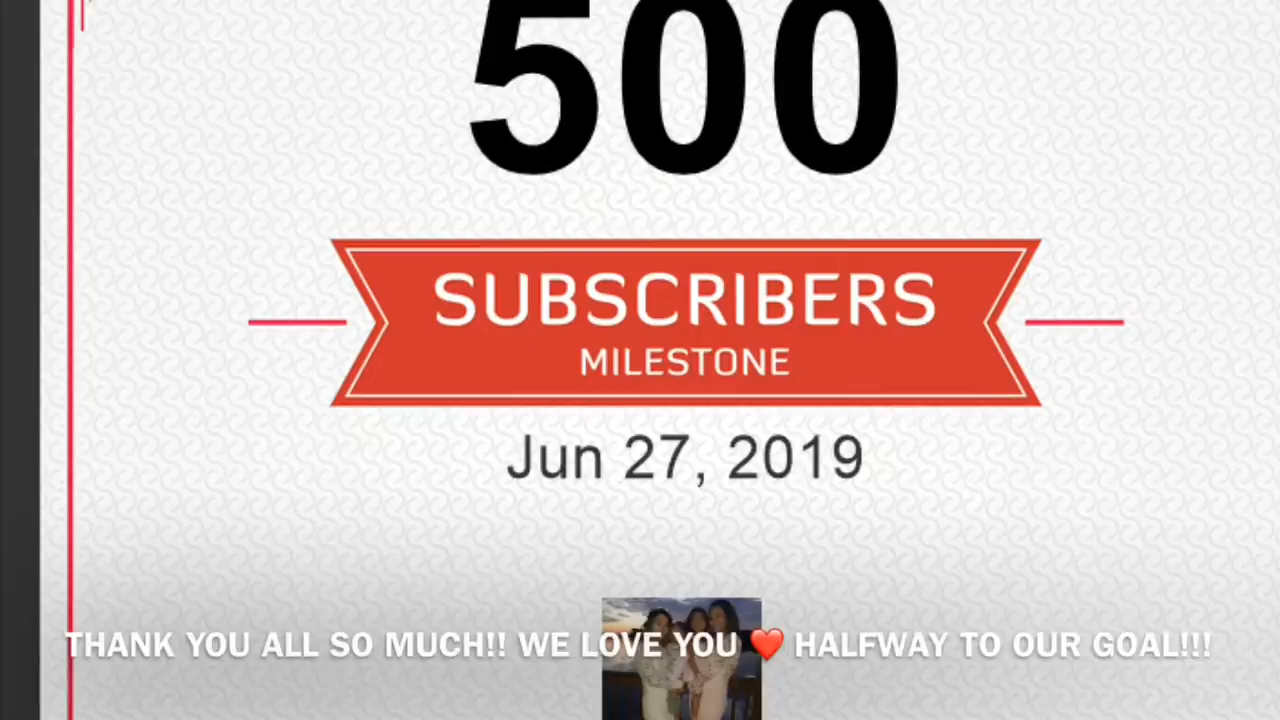 500
SUBSCRIBERS
MILESTONE
Jun 27, 2019
THANK YOU ALL SO MUCH!! WE LOVE YOU ❤️ HALFWAY TO OUR GOAL!!!